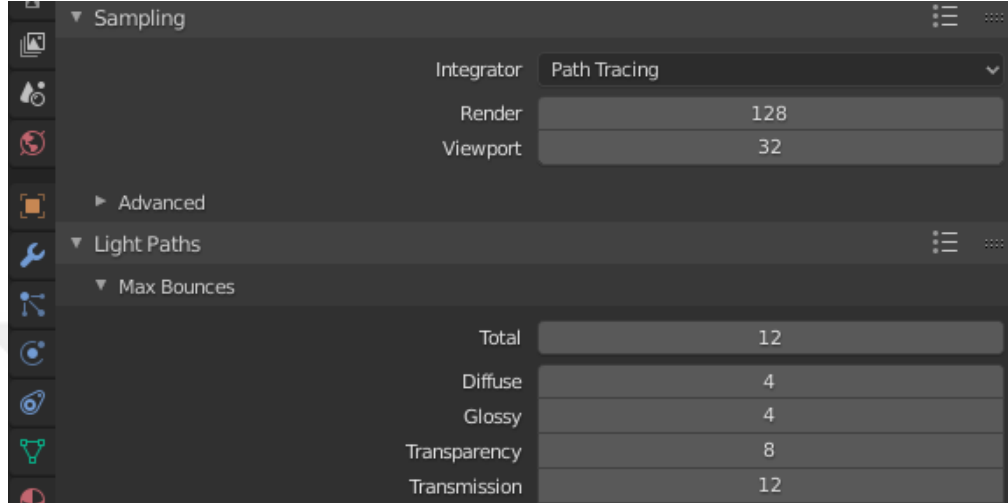 Sampling
Integrator Path Tracing
Render 128
Viewport 32
Advanced
Light Paths
Max Bounces
Total 12
Diffuse 4
Glossy 4
Transparency 8
Transmission 12